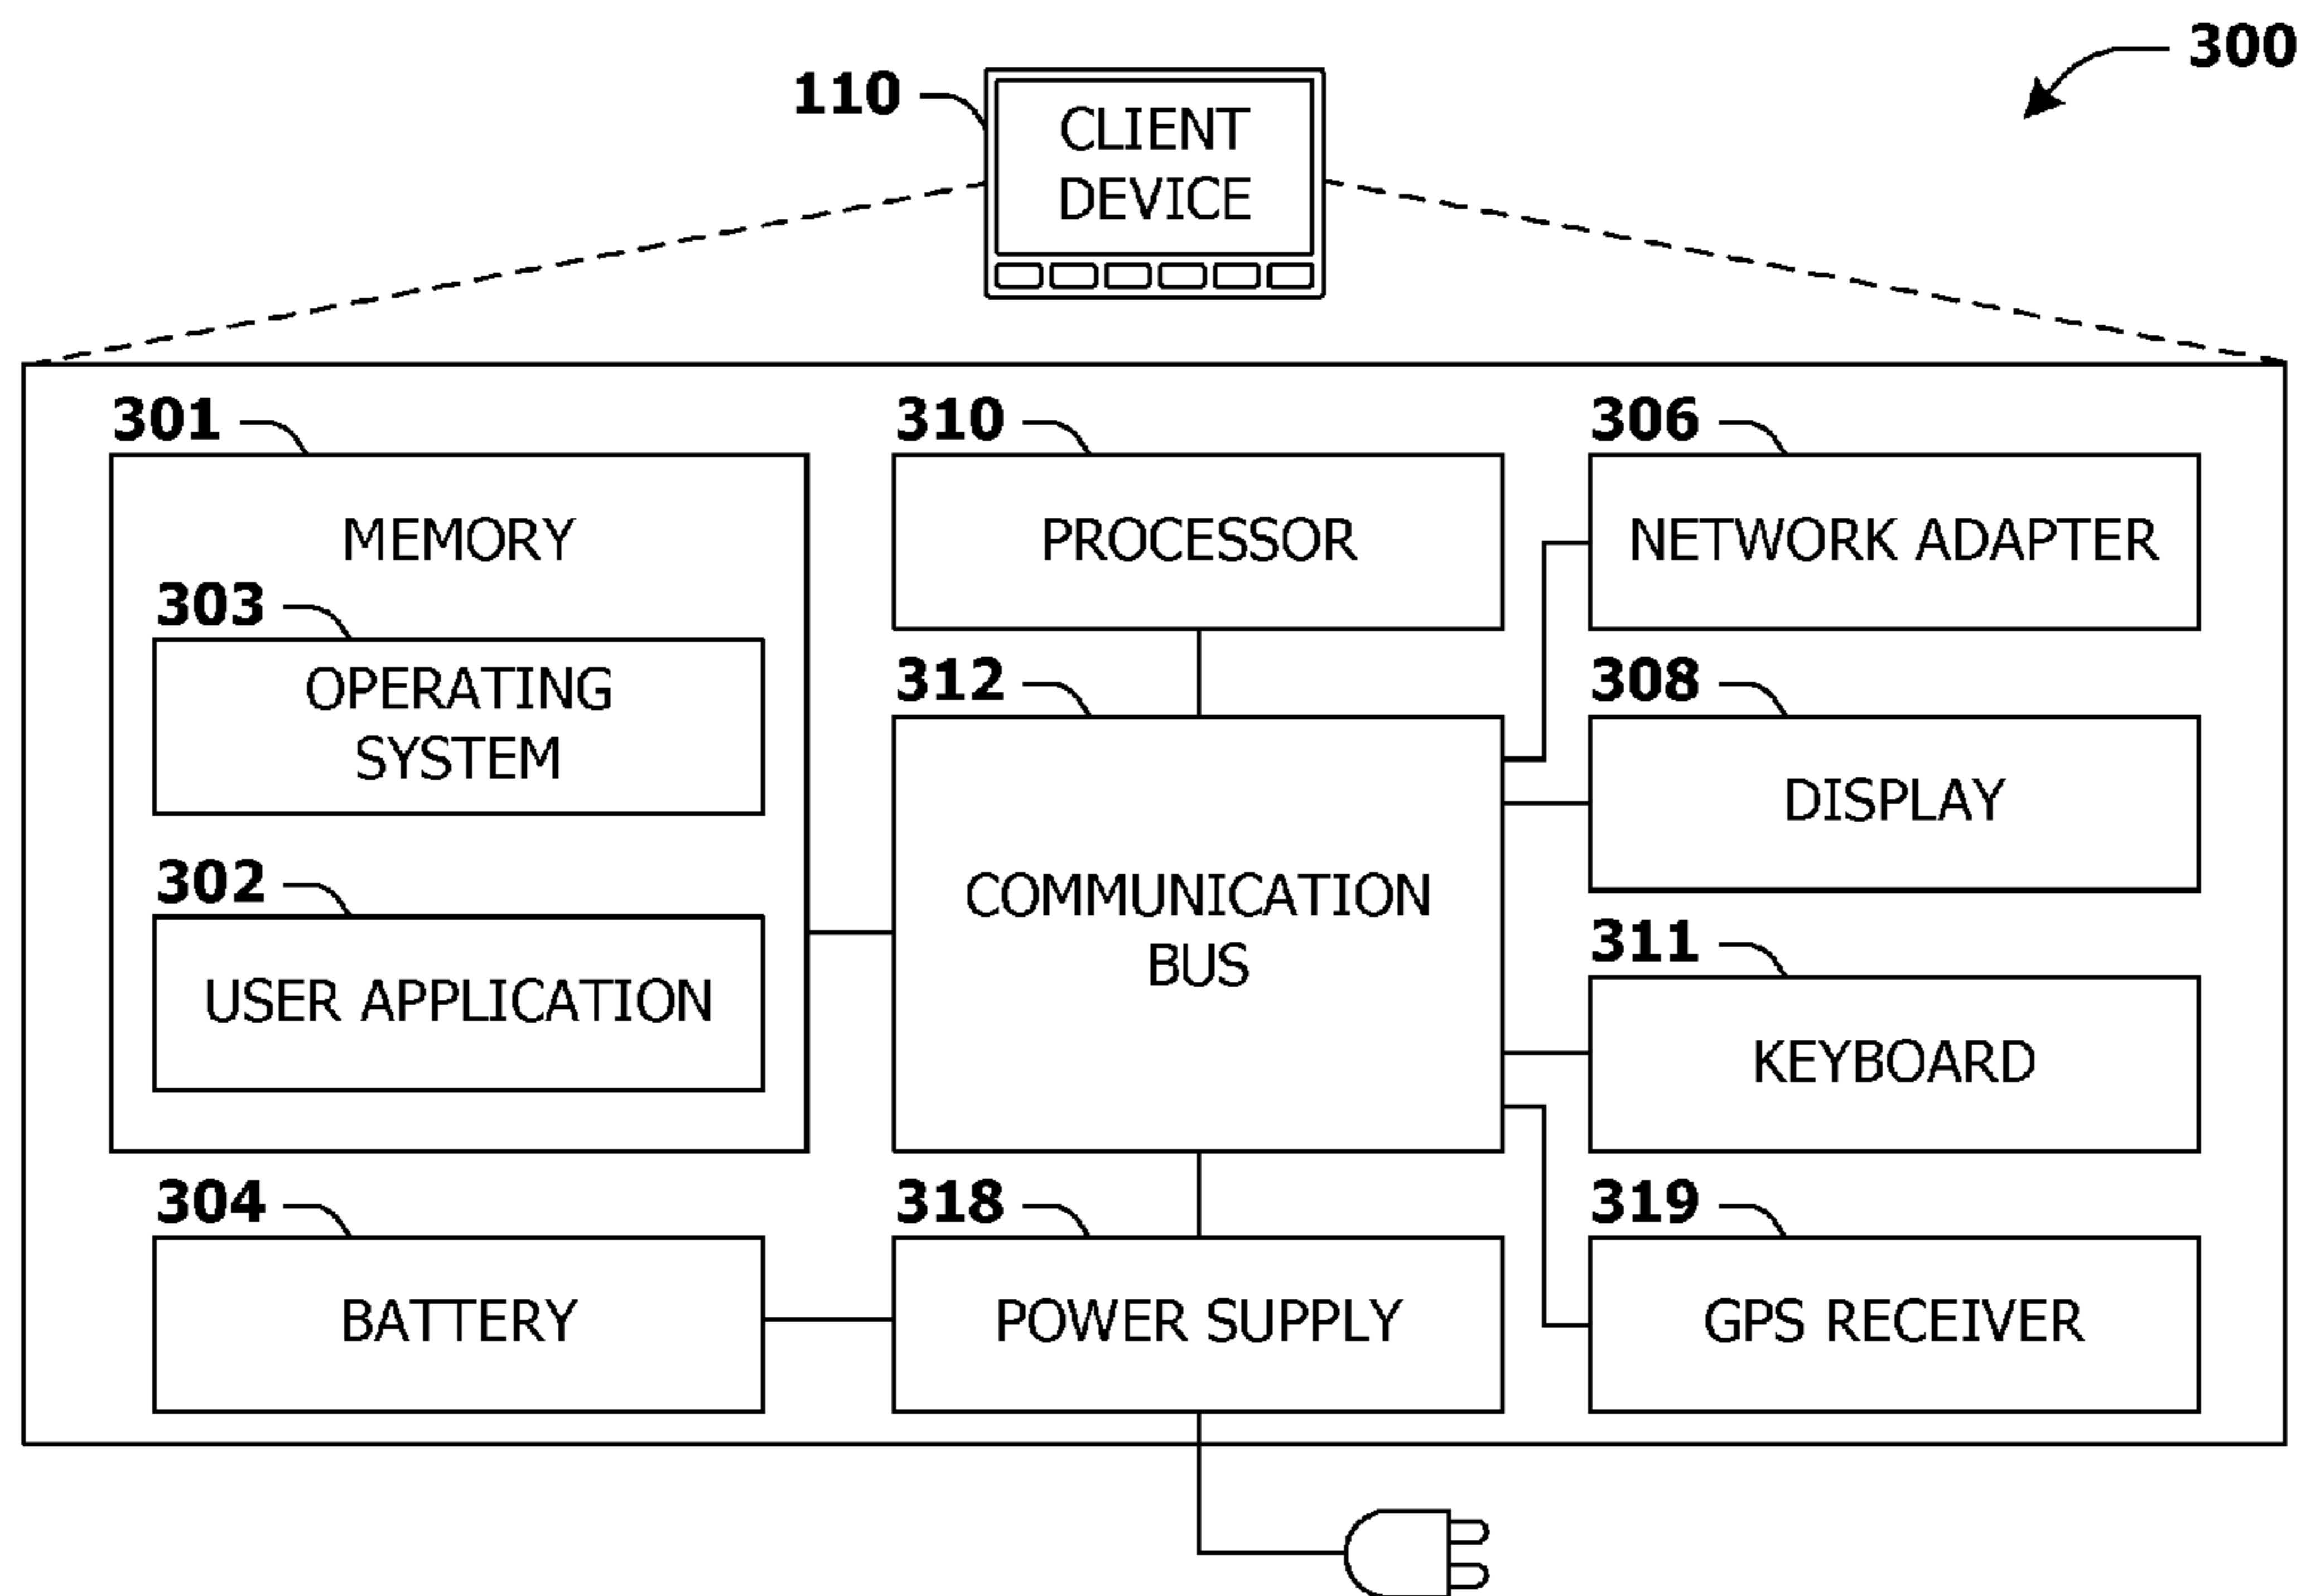 300
110
CLIENT
DEVICE
301
MEMORY
303
OPERATING
SYSTEM
302
USER APPLICATION
304
BATTERY
310
PROCESSOR
312
COMMUNICATION
BUS
318
POWER SUPPLY
306
NETWORK ADAPTER
308
DISPLAY
311
KEYBOARD
319
GPS RECEIVER